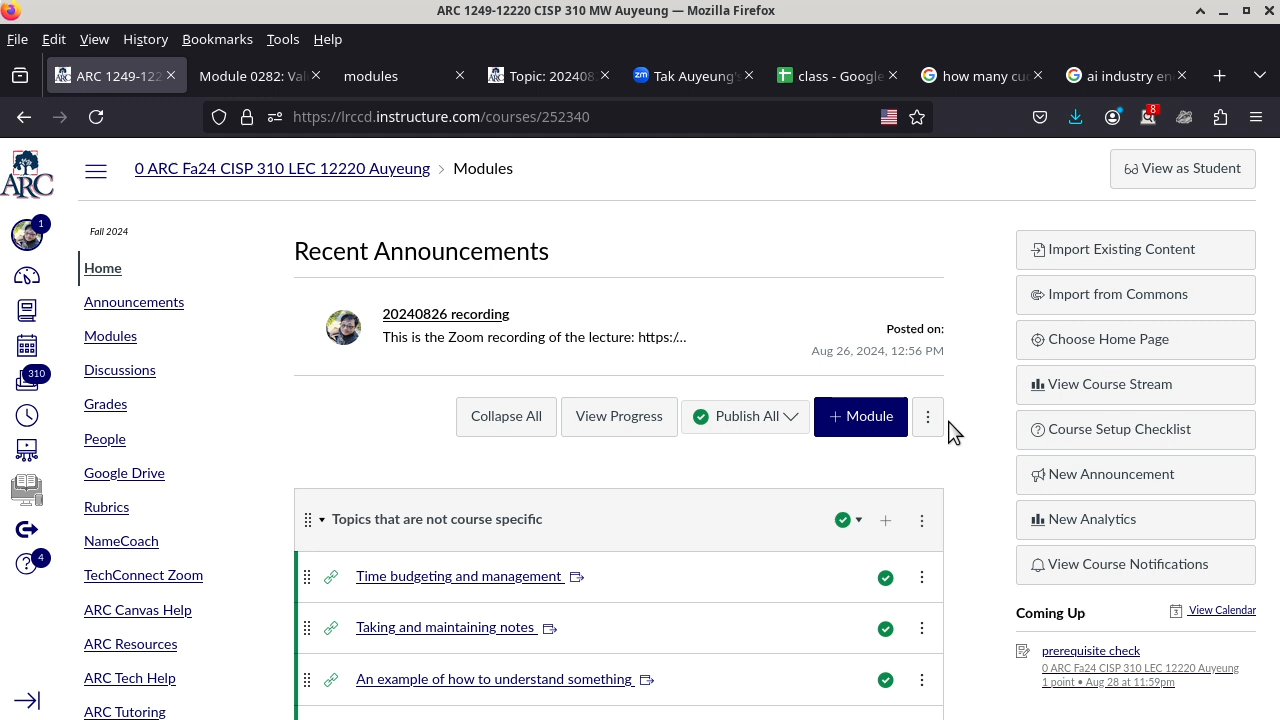 ARC 1249-12220 CISP 310 MW Auyeung — Mozilla Firefox
File Edit View History Bookmarks Tools Help
ARC 1249-122
Module 0282: Val
modules
Topic: 202408
Tak Auyeung's
class - Google
how many cu
ai industry en
https://lrccd.instructure.com/courses/252340
8
ARC
0 ARC Fa24 CISP 310 LEC 12220 Auyeung > Modules
View as Student
1
310
4
Fall 2024
Home
Announcements
Modules
Discussions
Grades
People
Google Drive
Rubrics
NameCoach
TechConnect Zoom
ARC Canvas Help
ARC Resources
ARC Tech Help
ARC Tutoring
Recent Announcements
20240826 recording
This is the Zoom recording of the lecture: https:/...
Posted on:
Aug 26, 2024, 12:56 PM
Collapse All
View Progress
Publish All
+ Module
Topics that are not course specific
Time budgeting and management
Taking and maintaining notes
An example of how to understand something
Import Existing Content
Import from Commons
Choose Home Page
View Course Stream
Course Setup Checklist
New Announcement
New Analytics
View Course Notifications
Coming Up
3 View Calendar
prerequisite check
0 ARC Fa24 CISP 310 LEC 12220 Auyeung
1 point • Aug 28 at 11:59pm